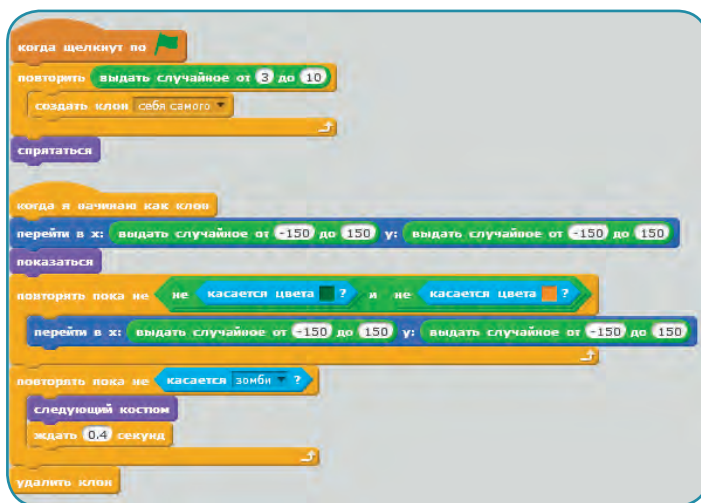 когда щелкнут по
повторить выдать случайное от 3 до 10
создать клон себя самого
спрятаться
когда я начинаю как клон
перейти в x: выдать случайное от -150 до 150 y: выдать случайное от -150 до 150
показаться
повторять пока не не касается цвета ? и не касается цвета ?
перейти в x: выдать случайное от -150 до 150 y: выдать случайное от -150 до 150
повторять пока не касается зомби ?
следующий костюм
ждать 0.4 секунд
удалить клон